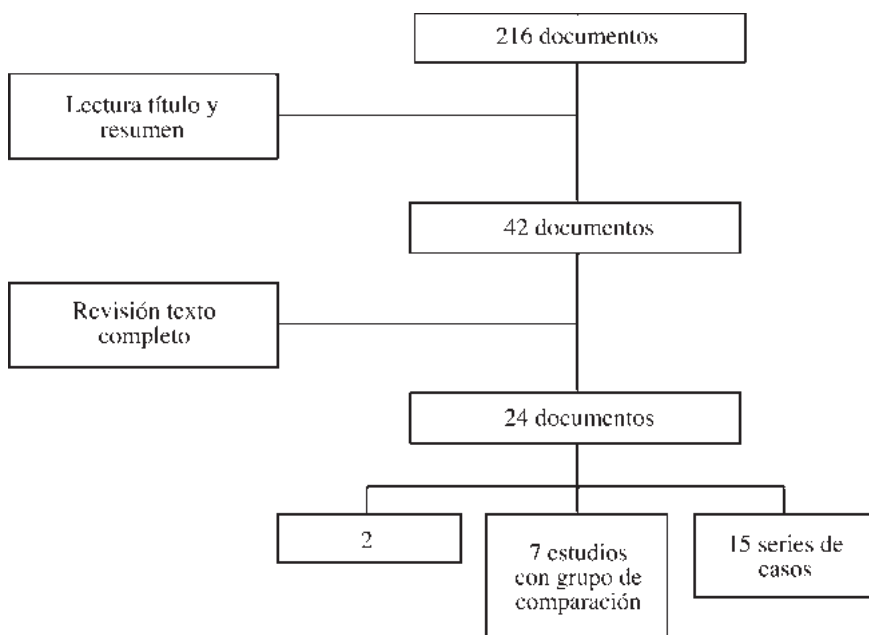 216 documentos
Lectura título y
resumen
42 documentos
Revisión texto
completo
24 documentos
2
7 estudios
con grupo de
comparación
15 series de
casos